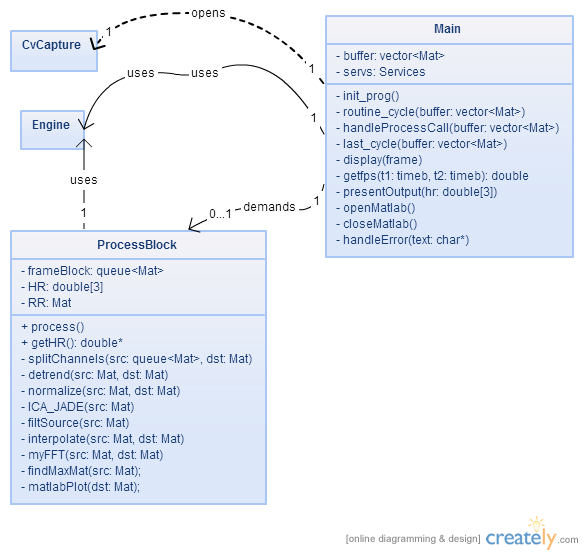 opens
1
1
CvCapture
Main
- buffer: vector<Mat>
- servs: Services
- init_prog()
- routine_cycle(buffer: vector<Mat>)
- handleProcessCall(buffer: vector<Mat>)
- last_cycle(buffer: vector<Mat>)
- display(frame)
- getfps(t1: timeb, t2: timeb): double
- presentOutput(hr: double[3])
- openMatlab()
- closeMatlab()
- handleError(text: char*)
uses
uses
1
Engine
uses
1
demands
1
0...1
ProcessBlock
- frameBlock: queue<Mat>
- HR: double[3]
- RR: Mat
+ process()
+ getHR(): double*
- splitChannels(src: queue<Mat>, dst: Mat)
- detrend(src: Mat, dst: Mat)
- normalize(src: Mat, dst: Mat)
- ICA_JADE(src: Mat)
- filtSource(src: Mat)
- interpolate(src: Mat, dst: Mat)
- myFFT(src: Mat, dst: Mat)
- findMaxMat(src: Mat);
- matlabPlot(dst: Mat);
[online diagramming & design] creately.com